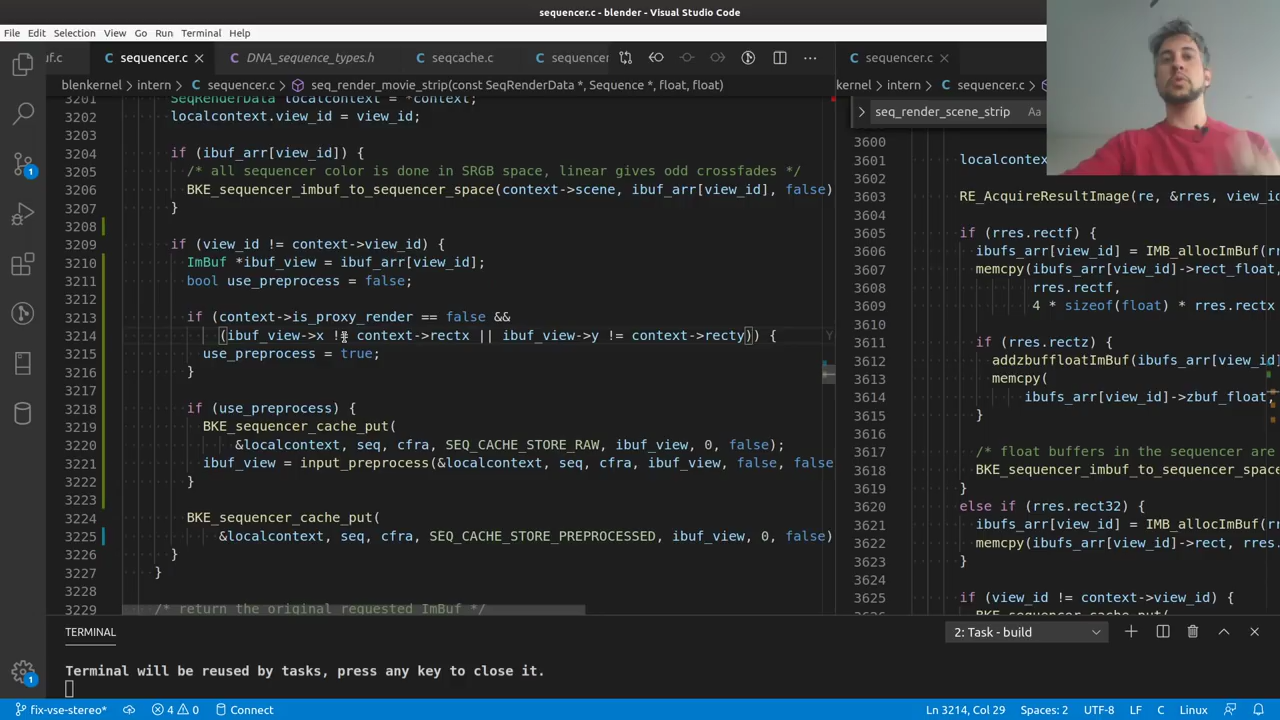 sequencer.c - blender - Visual Studio Code
File Edit Selection View Go Run Terminal Help
uf.c sequencer.c DNA_sequence_types.h seqcache.c sequencer sequencer.c
blenkernel > intern > sequencer.c > seq_render_movie_strip(const SeqRenderData *, Sequence *, float, float)
3201 SeqRenderData localcontext = *context;
3202 localcontext.view_id = view_id;
3203
3204 if (ibuf_arr[view_id]) {
3205 /* all sequencer color is done in SRGB space, linear gives odd crossfades */
3206 BKE_sequencer_imbuf_to_sequencer_space(context->scene, ibuf_arr[view_id], false)
3207 }
3208
3209 if (view_id != context->view_id) {
3210 ImBuf *ibuf_view = ibuf_arr[view_id];
3211 bool use_preprocess = false;
3212
3213 if (context->is_proxy_render == false &&
3214 (ibuf_view->x != context->rectx || ibuf_view->y != context->recty)) {
3215 use_preprocess = true;
3216 }
3217
3218 if (use_preprocess) {
3219 BKE_sequencer_cache_put(
3220 &localcontext, seq, cfra, SEQ_CACHE_STORE_RAW, ibuf_view, 0, false);
3221 ibuf_view = input_preprocess(&localcontext, seq, cfra, ibuf_view, false, false
3222 }
3223
3224 BKE_sequencer_cache_put(
3225 &localcontext, seq, cfra, SEQ_CACHE_STORE_PREPROCESSED, ibuf_view, 0, false)
3226 }
3227 }
3228
3229 /* return the original requested ImBuf */
kernel > intern > sequencer.c >
seq_render_scene_strip Aa
3600
3601 localconte
3602
3603 RE_AcquireResultImage(re, &rres, view_id
3604
3605 if (rres.rectf) {
3606 ibufs_arr[view_id] = IMB_allocImBuf(rr
3607 memcpy(ibufs_arr[view_id]->rect_float,
3608 rres.rectf,
3609 4 * sizeof(float) * rres.rectx
3610
3611 if (rres.rectz) {
3612 addzbuffloatImBuf(ibufs_arr[view_id]
3613 memcpy(
3614 ibufs_arr[view_id]->zbuf_float,
3615 }
3616
3617 /* float buffers in the sequencer are
3618 BKE_sequencer_imbuf_to_sequencer_space
3619 }
3620 else if (rres.rect32) {
3621 ibufs_arr[view_id] = IMB_allocImBuf(rr
3622 memcpy(ibufs_arr[view_id]->rect, rres.
3623 }
3624
3625 if (view_id != context->view_id) {
TERMINAL 2: Task - build
Terminal will be reused by tasks, press any key to close it.
fix-vse-stereo* 4 0 Connect Ln 3214, Col 29 Spaces: 2 UTF-8 LF C Linux